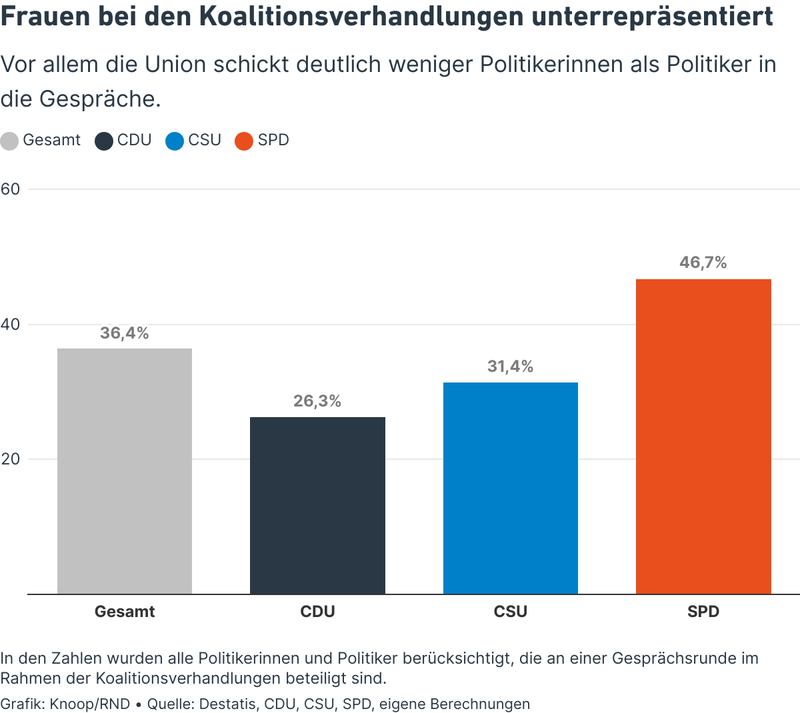 Frauen bei den Koalitionsverhandlungen unterrepräsentiert
Vor allem die Union schickt deutlich weniger Politikerinnen als Politiker in
die Gespräche.
Gesamt CDU CSU SPD
60
46,7%
40
36,4%
31,4%
26,3%
20
Gesamt CDU CSU SPD
In den Zahlen wurden alle Politikerinnen und Politiker berücksichtigt, die an einer Gesprächsrunde im
Rahmen der Koalitionsverhandlungen beteiligt sind.
Grafik: Knoop/RND • Quelle: Destatis, CDU, CSU, SPD, eigene Berechnungen